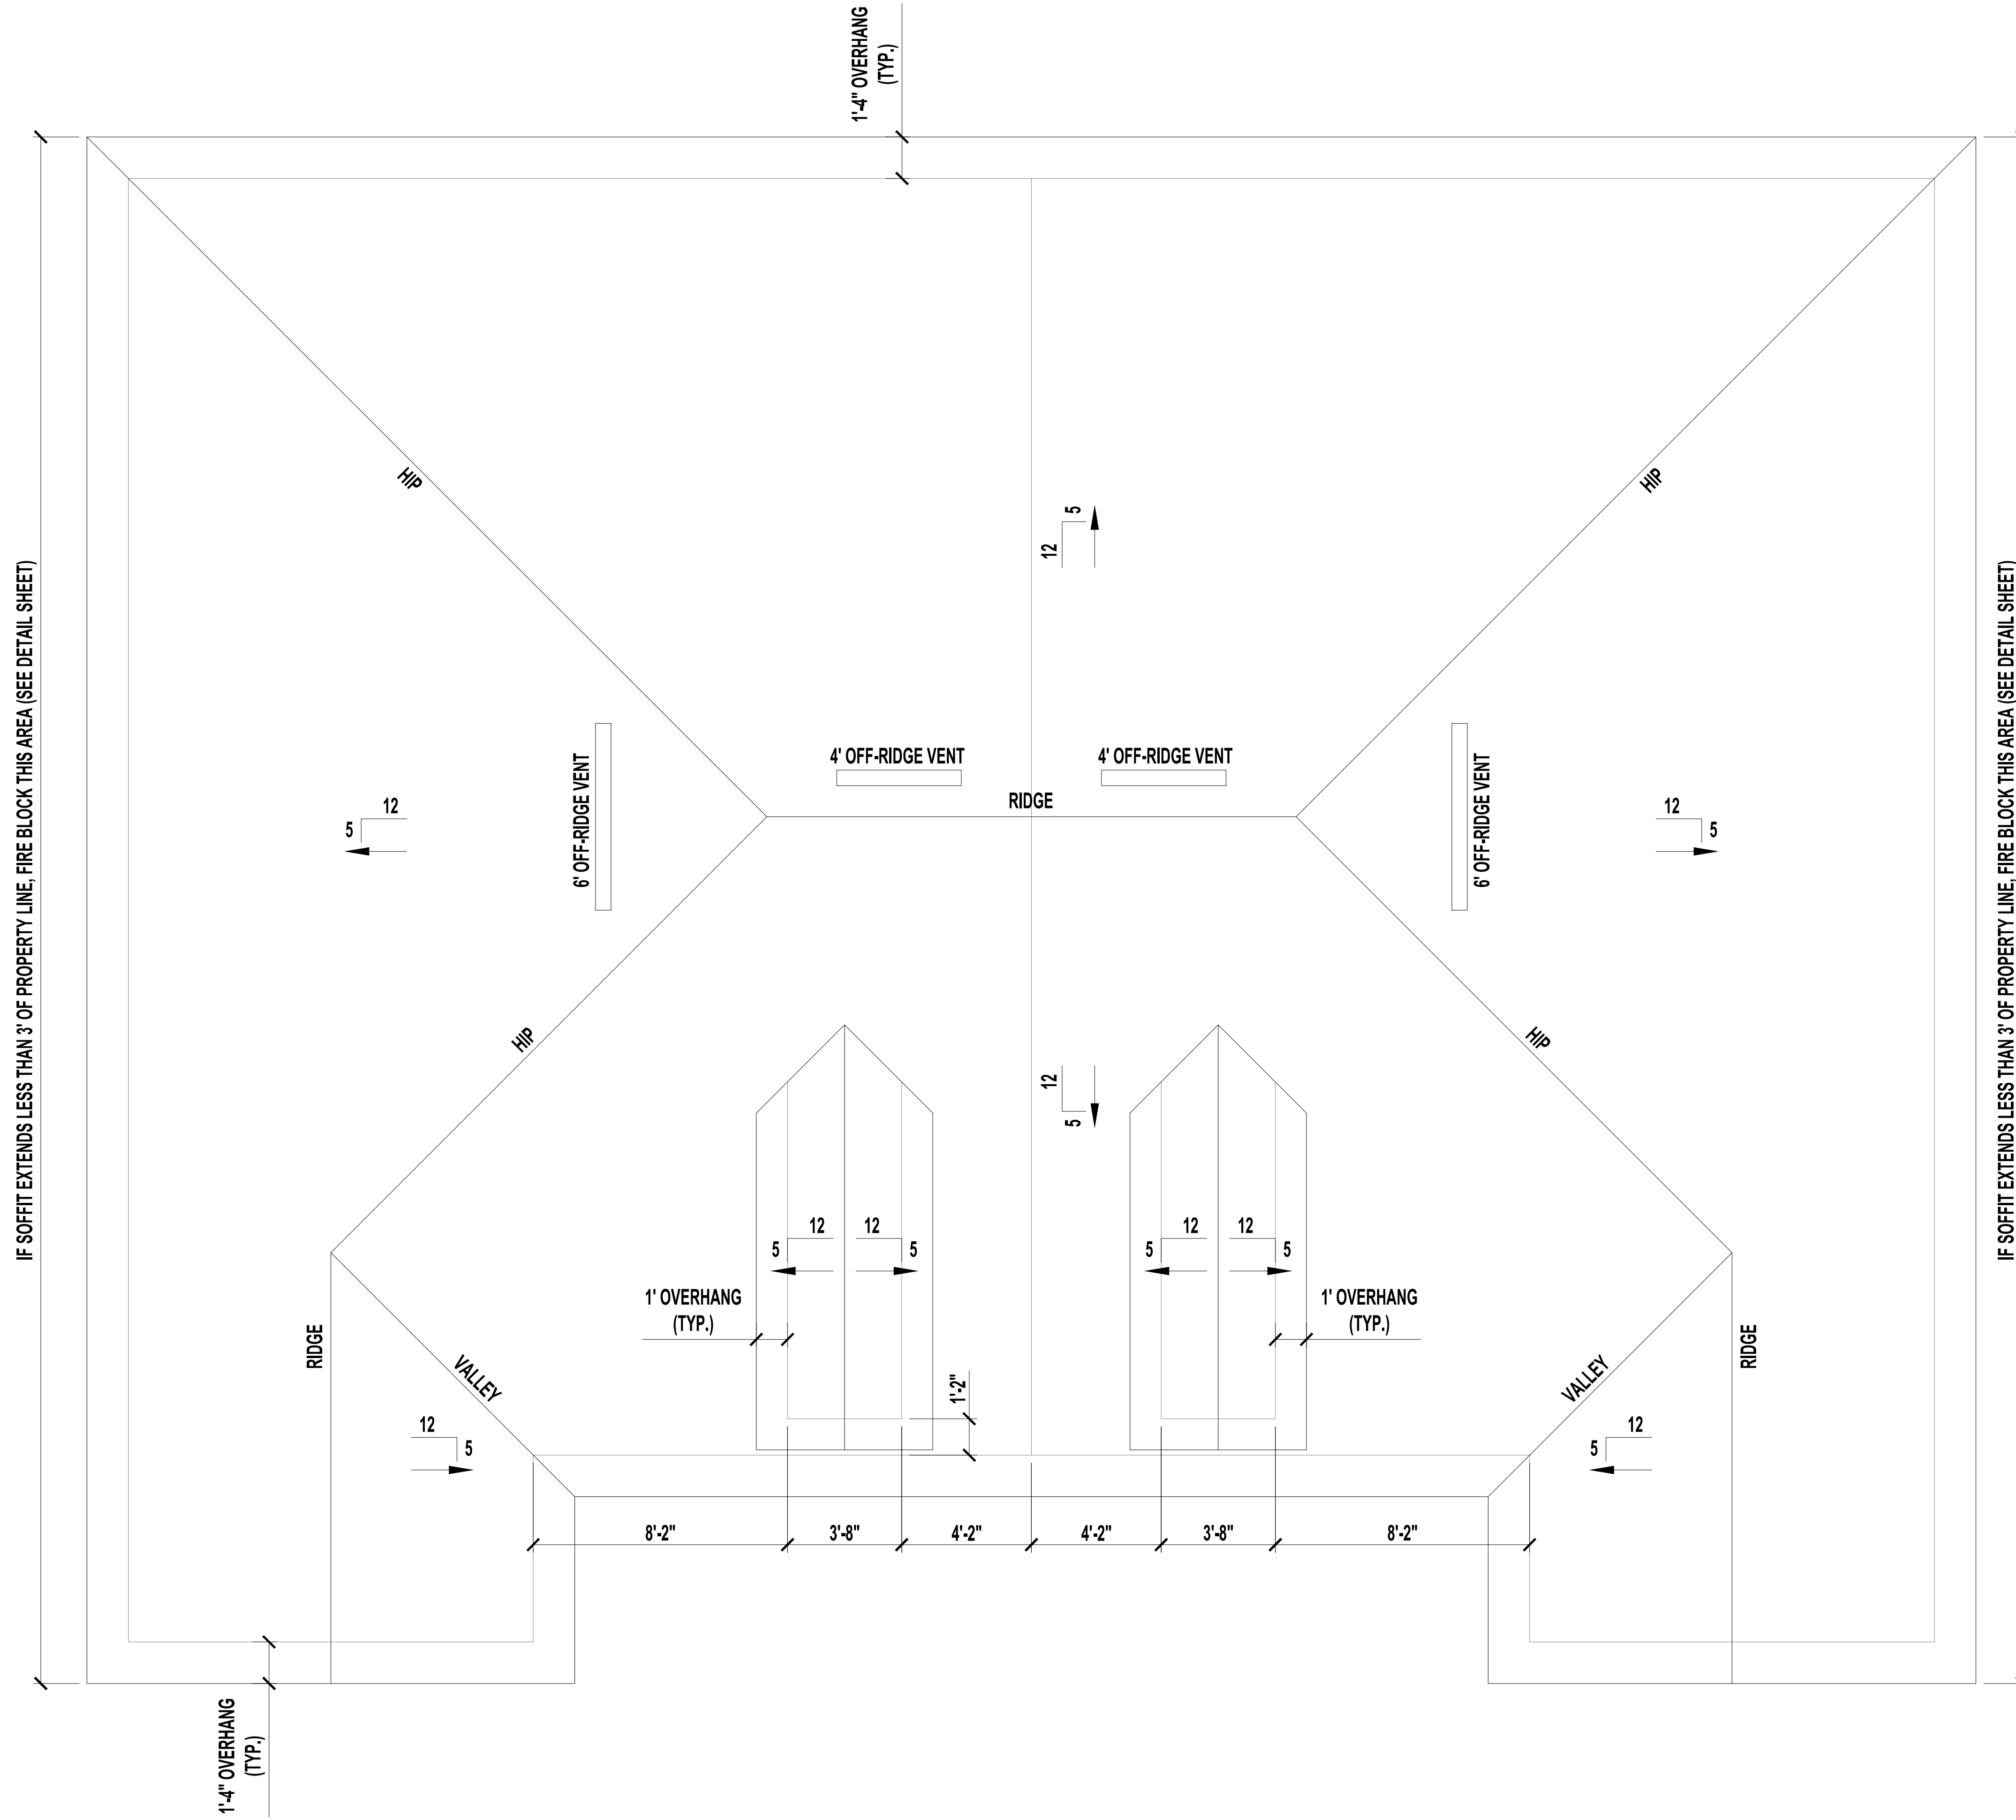 1'-4" OVERHANG
(TYP.)
HIP
HIP
5
12
IF SOFFIT EXTENDS LESS THAN 3' OF PROPERTY LINE, FIRE BLOCK THIS AREA (SEE DETAIL SHEET)
IF SOFFIT EXTENDS LESS THAN 3' OF PROPERTY LINE, FIRE BLOCK THIS AREA (SEE DETAIL SHEET)
6' OFF-RIDGE VENT
4' OFF-RIDGE VENT
4' OFF-RIDGE VENT
6' OFF-RIDGE VENT
RIDGE
12
5
12
5
HIP
HIP
12
5
12
5
12
5
12
5
12
5
1' OVERHANG
(TYP.)
1' OVERHANG
(TYP.)
RIDGE
VALLEY
1'-2"
VALLEY
RIDGE
12
5
12
5
8'-2"
3'-8"
4'-2"
4'-2"
3'-8"
8'-2"
1'-4" OVERHANG
(TYP.)